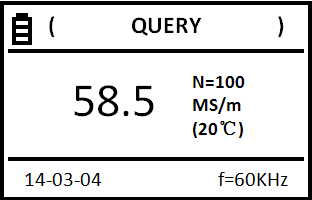 ( QUERY )
58.5
N=100
MS/m
(20℃)
14-03-04 f=60KHz